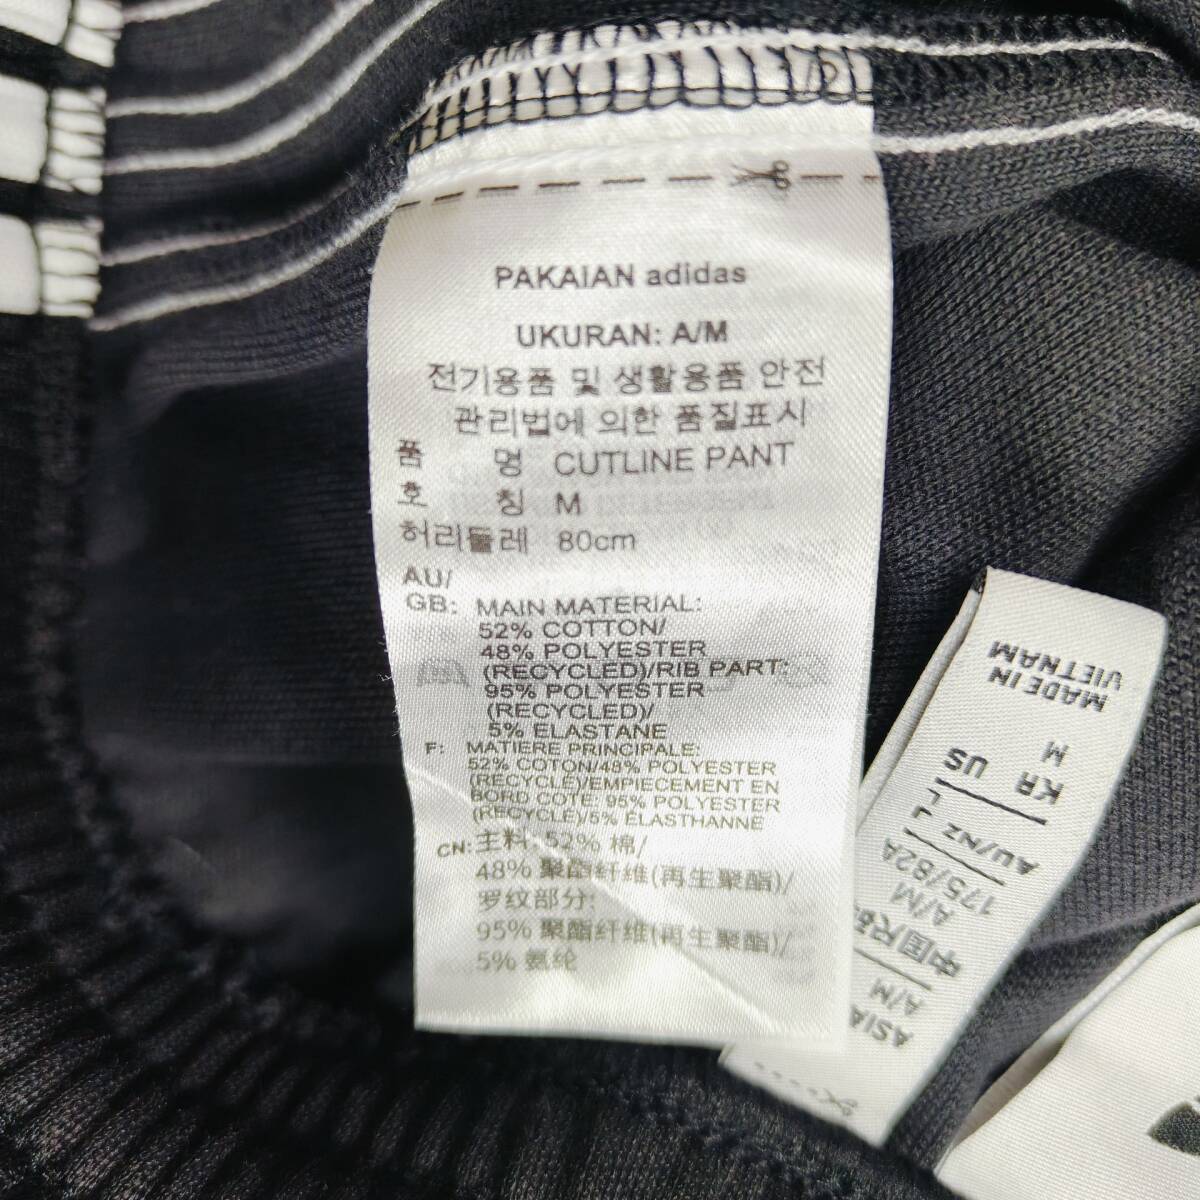 PAKAIAN adidas
UKURAN: A/M
전기용품 및 생활용품 안전
관리법에 의한 품질표시
품 명 CUTLINE PANT
호 칭 M
허리둘레 80cm
AU/
GB: MAIN MATERIAL:
52% COTTON/
48% POLYESTER
(RECYCLED)/RIB PART:
95% POLYESTER
(RECYCLED)/
5% ELASTANE
F: MATIERE PRINCIPALE:
52% COTON/48% POLYESTER
(RECYCLE)/EMPIECEMENT EN
BORD COTE: 95% POLYESTER
(RECYCLE)/5% ELASTHANNE
CN: 主料: 52% 棉/
48% 聚酯纤维(再生聚酯)/
罗纹部分:
95% 聚酯纤维(再生聚酯)/
5% 氨纶
MADE IN
VIETNAM
M
KR US
AU/NZ J
175/82A
A/M
中国尺码
A/M
ASIA